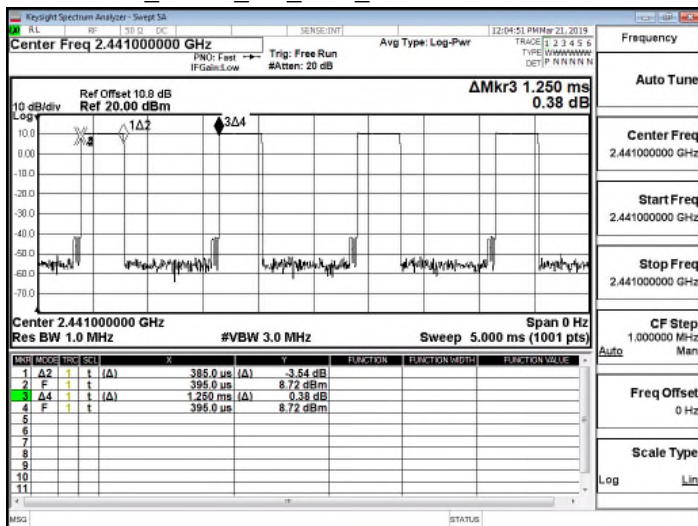 Keysight Spectrum Analyzer - Swept SA
RL RF 50 Ω DC SENSE:INT 12:04:51 PM Mar 21, 2019
Center Freq 2.441000000 GHz
PNO: Fast
IFGain:Low
Trig: Free Run
#Atten: 20 dB
Avg Type: Log-Pwr
TRACE 1 2 3 4 5 6
TYPE WWWWWW
DET P N N N N N
ΔMkr3 1.250 ms
0.38 dB
Ref Offset 10.8 dB
10 dB/div Ref 20.00 dBm
Log
1Δ2
3Δ4
10.0
0.00
-10.0
-20.0
-30.0
-40.0
-50.0
-60.0
-70.0
Center 2.441000000 GHz Span 0 Hz
Res BW 1.0 MHz #VBW 3.0 MHz Sweep 5.000 ms (1001 pts)
MKR MODE TRC SCL X Y FUNCTION FUNCTION WIDTH FUNCTION VALUE
1 Δ2 1 t (Δ) 385.0 us (Δ) -3.54 dB
2 F 1 t 395.0 us 8.72 dBm
3 Δ4 1 t (Δ) 1.250 ms (Δ) 0.38 dB
4 F 1 t 395.0 us 8.72 dBm
5
6
7
8
9
10
11
MSG STATUS
Frequency
Auto Tune
Center Freq
2.441000000 GHz
Start Freq
2.441000000 GHz
Stop Freq
2.441000000 GHz
CF Step
1.000000 MHz
Auto Man
Freq Offset
0 Hz
Scale Type
Log Lin